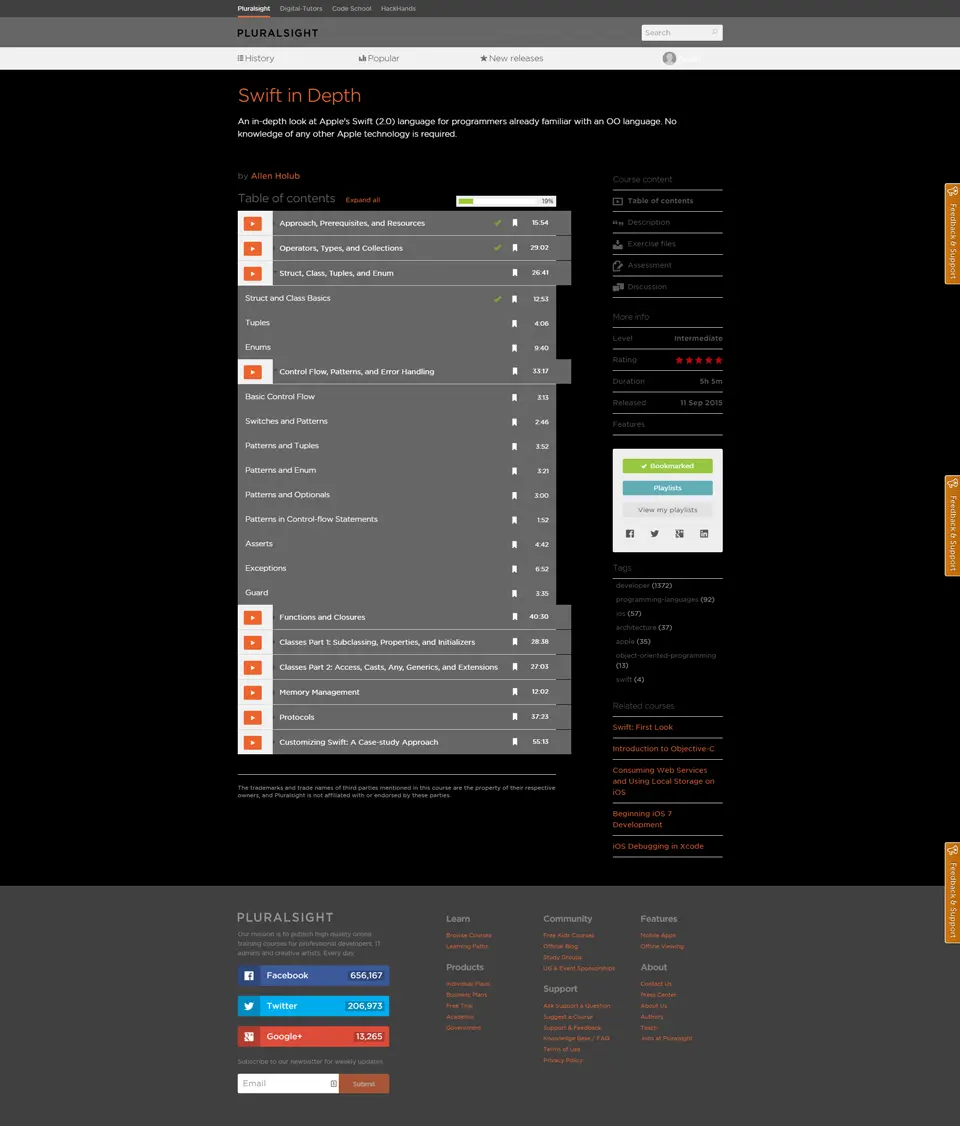 Pluralsight Digital-Tutors Code School HackHands
PLURALSIGHT
Search
History Popular New releases
Swift in Depth
An in-depth look at Apple's Swift (2.0) language for programmers already familiar with an OO language. No
knowledge of any other Apple technology is required.
by Allen Holub
Table of contents Expand all 19%
Approach, Prerequisites, and Resources 15:54
Operators, Types, and Collections 29:02
Struct, Class, Tuples, and Enum 26:41
Struct and Class Basics 12:53
Tuples 4:06
Enums 9:40
Control Flow, Patterns, and Error Handling 33:17
Basic Control Flow 3:13
Switches and Patterns 2:46
Patterns and Tuples 3:52
Patterns and Enum 3:21
Patterns and Optionals 3:00
Patterns in Control-flow Statements 1:52
Asserts 4:42
Exceptions 6:52
Guard 3:35
Functions and Closures 40:30
Classes Part 1: Subclassing, Properties, and Initializers 28:38
Classes Part 2: Access, Casts, Any, Generics, and Extensions 27:03
Memory Management 12:02
Protocols 37:23
Customizing Swift: A Case-study Approach 55:13
The trademarks and trade names of third parties mentioned in this course are the property of their respective
owners, and Pluralsight is not affiliated with or endorsed by these parties.
Course content
Table of contents
Description
Exercise files
Assessment
Discussion
More info
Level Intermediate
Rating
Duration 5h 5m
Released 11 Sep 2015
Features
Bookmarked
Playlists
View my playlists
Tags
developer (1372)
programming-languages (92)
ios (57)
architecture (37)
apple (35)
object-oriented-programming
(13)
swift (4)
Related courses
Swift: First Look
Introduction to Objective-C
Consuming Web Services
and Using Local Storage on
iOS
Beginning iOS 7
Development
iOS Debugging in Xcode
Feedback & Support
Feedback & Support
Feedback & Support
PLURALSIGHT
Our mission is to publish high-quality online
training courses for professional developers, IT
admins and creative artists. Every day.
Facebook 656,167
Twitter 206,973
Google+ 13,265
Subscribe to our newsletter for weekly updates
Email Submit
Learn
Browse Courses
Learning Paths
Products
Individual Plans
Business Plans
Free Trial
Academic
Government
Community
Free Kids Courses
Official Blog
Study Groups
UG & Event Sponsorships
Support
Ask Support a Question
Suggest a Course
Support & Feedback
Knowledge Base / FAQ
Terms of Use
Privacy Policy
Features
Mobile Apps
Offline Viewing
About
Contact Us
Press Center
About Us
Authors
Teach
Jobs at Pluralsight